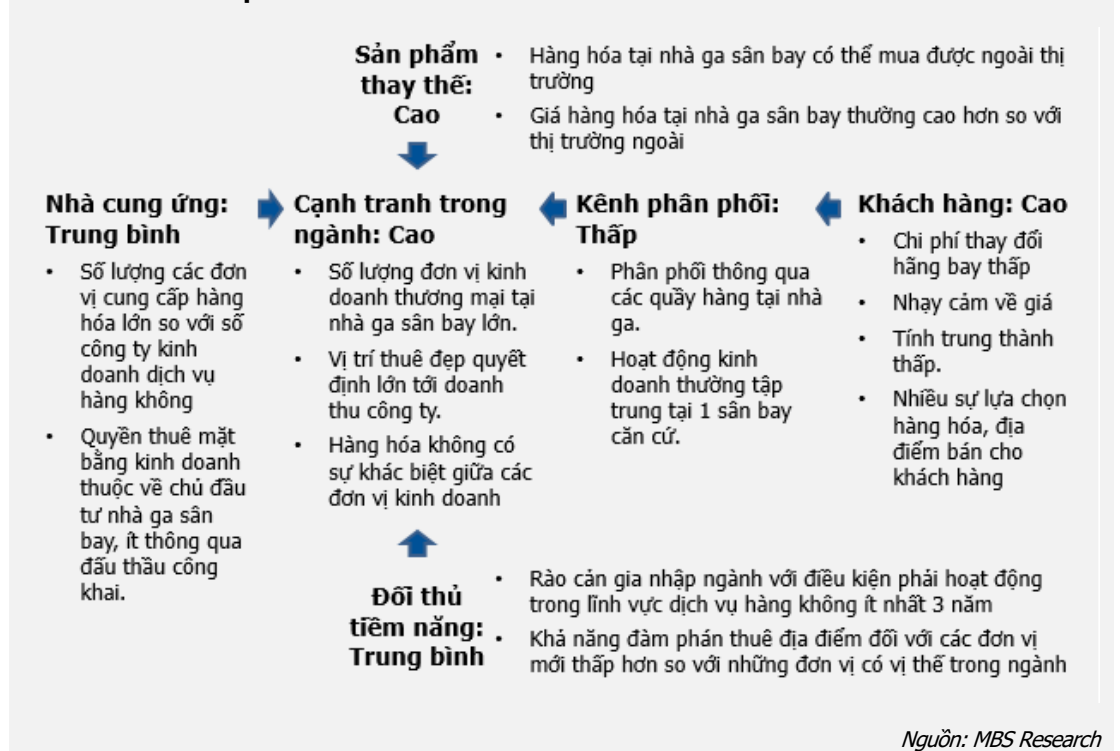 Sản phẩm
thay thế:
Cao
• Hàng hóa tại nhà ga sân bay có thể mua được ngoài thị
trường
• Giá hàng hóa tại nhà ga sân bay thường cao hơn so với
thị trường ngoài
Nhà cung ứng:
Trung bình
• Số lượng các đơn
vị cung cấp hàng
hóa lớn so với số
công ty kinh
doanh dịch vụ
hàng không
• Quyền thuê mặt
bằng kinh doanh
thuộc về chủ đầu
tư nhà ga sân
bay, ít thông qua
đấu thầu công
khai.
Cạnh tranh trong
ngành: Cao
• Số lượng đơn vị kinh
doanh thương mại tại
nhà ga sân bay lớn.
• Vị trí thuê đẹp quyết
định lớn tới doanh
thu công ty.
• Hàng hóa không có
sự khác biệt giữa các
đơn vị kinh doanh
Kênh phân phối:
Thấp
• Phân phối thông qua
các quầy hàng tại nhà
ga.
• Hoạt động kinh
doanh thường tập
trung tại 1 sân bay
căn cứ.
Khách hàng: Cao
• Chi phí thay đổi
hãng bay thấp
• Nhạy cảm về giá
• Tính trung thành
thấp.
• Nhiều sự lựa chọn
hàng hóa, địa
điểm bán cho
khách hàng
Đối thủ
tiềm năng:
Trung bình
• Rào cản gia nhập ngành với điều kiện phải hoạt động
trong lĩnh vực dịch vụ hàng không ít nhất 3 năm
• Khả năng đàm phán thuê địa điểm đối với các đơn vị
mới thấp hơn so với những đơn vị có vị thế trong ngành
Nguồn: MBS Research